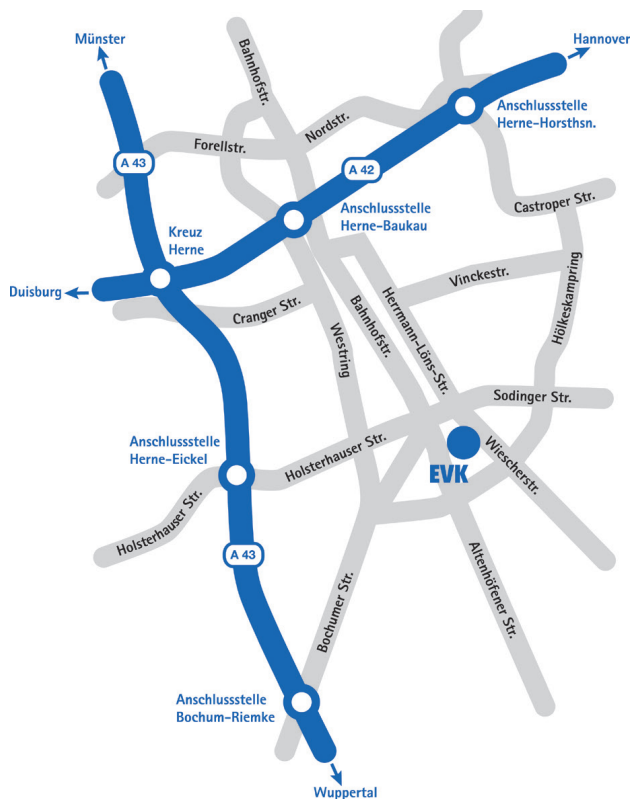 Münster
Hannover
Bahnhofstr.
Anschlussstelle
Herne-Horsthsn.
Nordstr.
Forellstr.
A 43
A 42
Castroper Str.
Anschlussstelle
Herne-Baukau
Kreuz
Herne
Vinckestr.
Hölkeskampring
Duisburg
Cranger Str.
Herrmann-Löns-Str.
Bahnhofstr.
Westring
Sodinger Str.
Anschlussstelle
Herne-Eickel
Holsterhauser Str.
EVK
Wiescherstr.
Holsterhauser Str.
A 43
Altenhöfener Str.
Bochumer Str.
Anschlussstelle
Bochum-Riemke
Wuppertal